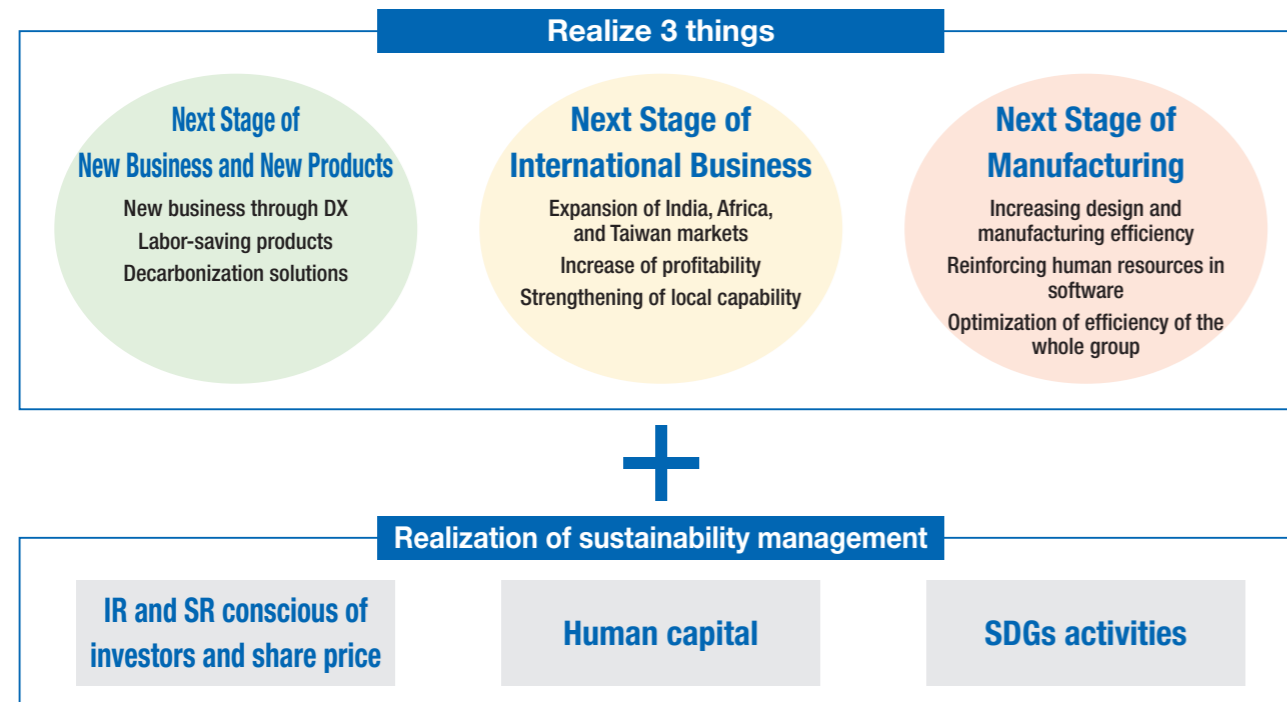 Realize 3 things
Next Stage of
New Business and New Products
New business through DX
Labor-saving products
Decarbonization solutions
Next Stage of
International Business
Expansion of India, Africa,
and Taiwan markets
Increase of profitability
Strengthening of local capability
Next Stage of
Manufacturing
Increasing design and
manufacturing efficiency
Reinforcing human resources in
software
Optimization of efficiency of the
whole group
+
Realization of sustainability management
IR and SR conscious of
investors and share price
Human capital
SDGs activities